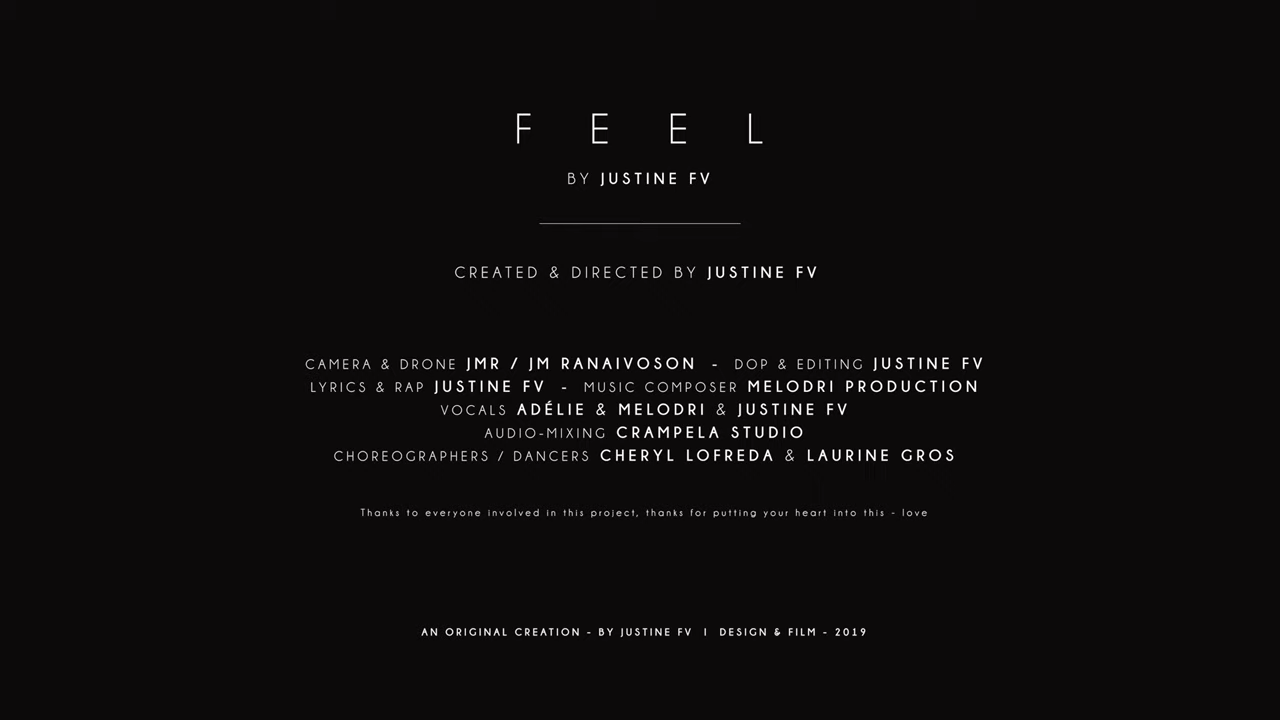 F E E L
BY JUSTINE FV
CREATED & DIRECTED BY JUSTINE FV
CAMERA & DRONE JMR / JM RANAIVOSON - DOP & EDITING JUSTINE FV
LYRICS & RAP JUSTINE FV - MUSIC COMPOSER MELODRI PRODUCTION
VOCALS ADÉLIE & MELODRI & JUSTINE FV
AUDIO-MIXING CRAMPELA STUDIO
CHOREOGRAPHERS / DANCERS CHERYL LOFREDA & LAURINE GROS
Thanks to everyone involved in this project, thanks for putting your heart into this - love
AN ORIGINAL CREATION - BY JUSTINE FV I DESIGN & FILM - 2019